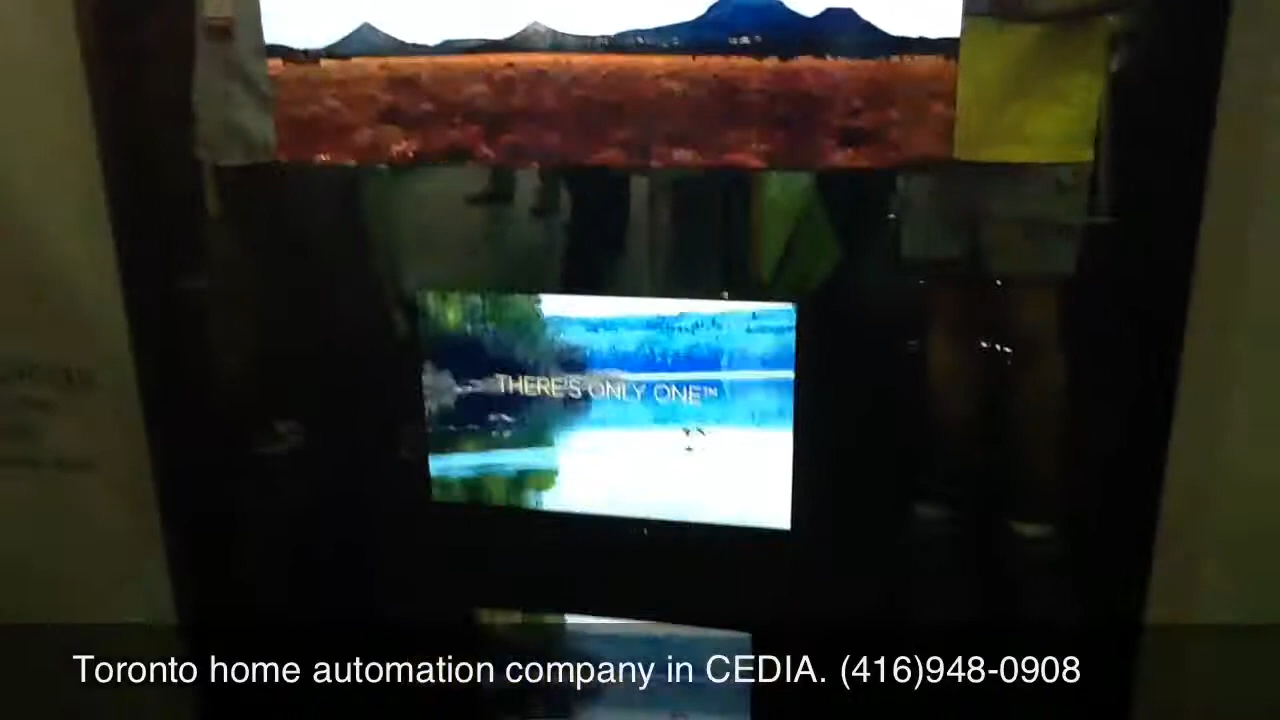 THERE'S ONLY ONE™
Toronto home automation company in CEDIA. (416)948-0908